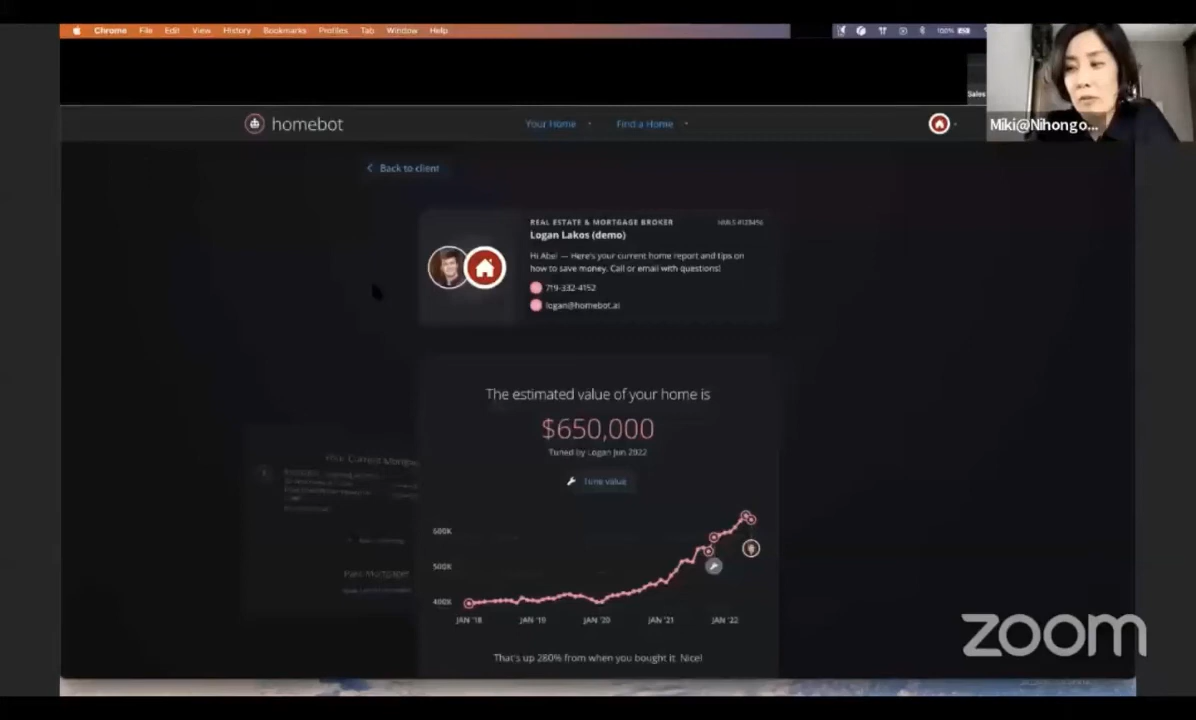 Chrome File Edit View History Bookmarks Profiles Tab Window Help
100%
Sales
Miki@Nihongo...
homebot
Your Home
Find a Home
Back to client
REAL ESTATE & MORTGAGE BROKER
Logan Lakos (demo)
Hi Abe! — Here's your current home report and tips on
how to save money. Call or email with questions!
719-332-4152
logan@homebot.ai
The estimated value of your home is
$650,000
Tuned by Logan Jun 2022
Tune value
600K
500K
400K
JAN '18 JAN '19 JAN '20 JAN '21 JAN '22
That's up 280% from when you bought it. Nice!
zoom